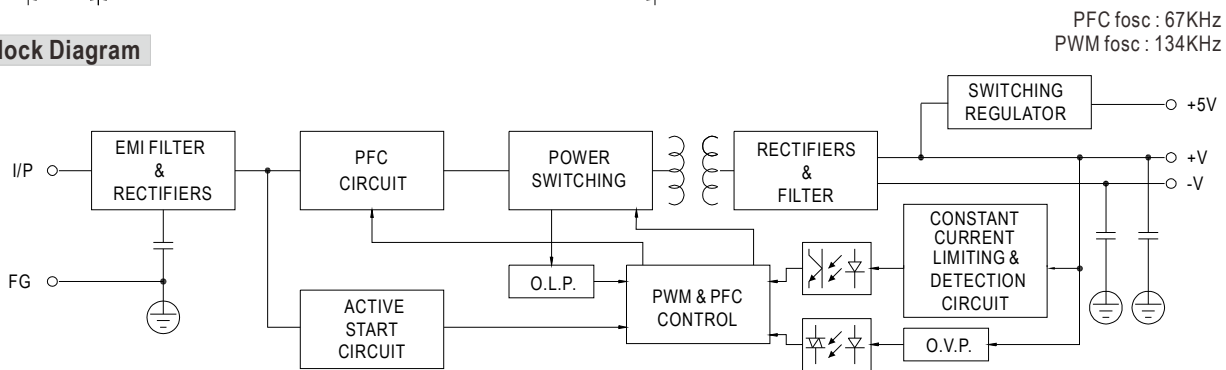 PFC fosc : 67KHz
PWM fosc : 134KHz
lock Diagram
I/P
EMI FILTER
&
RECTIFIERS
PFC
CIRCUIT
POWER
SWITCHING
RECTIFIERS
&
FILTER
SWITCHING
REGULATOR
+5V
+V
-V
FG
ACTIVE
START
CIRCUIT
O.L.P.
PWM & PFC
CONTROL
CONSTANT
CURRENT
LIMITING &
DETECTION
CIRCUIT
O.V.P.